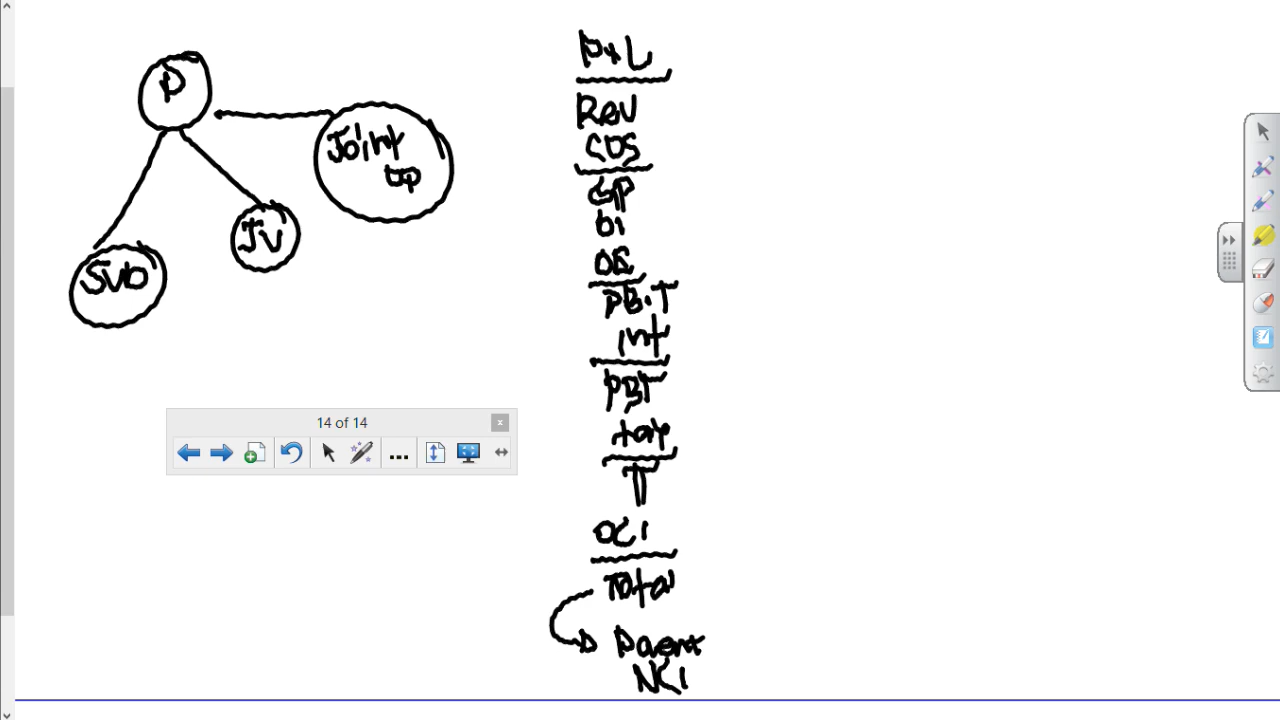 P
Joint
op
JV
SUB
P&L
Rev
COS
GP
OI
OE
PBIT
Int
PBT
tax
π
OCI
Total
Parent
NCI
14 of 14